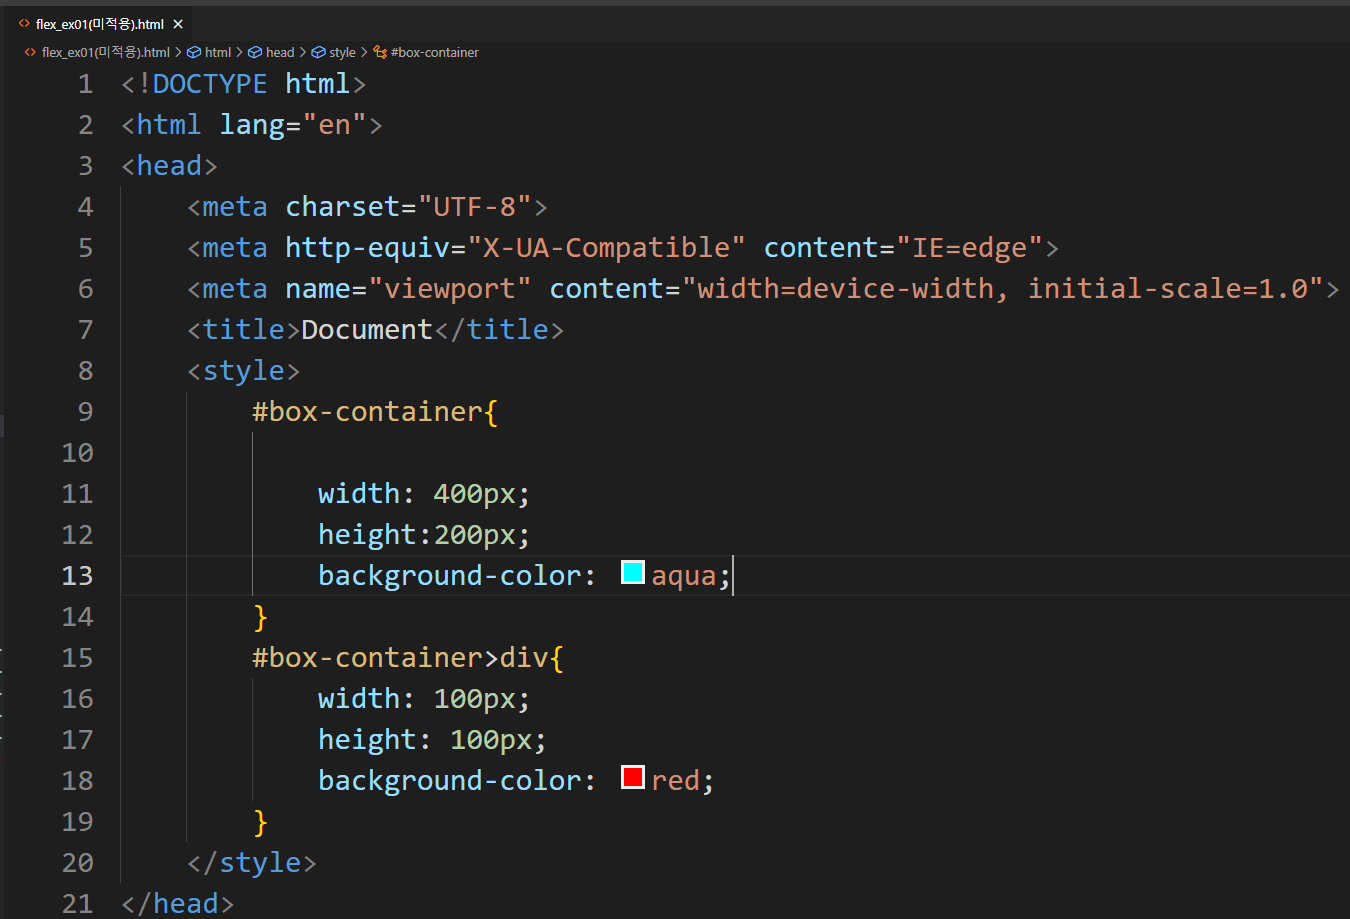 flex_ex01(미적용).html ×
flex_ex01(미적용).html > html > head > style > #box-container
1 <!DOCTYPE html>
2 <html lang="en">
3 <head>
4 <meta charset="UTF-8">
5 <meta http-equiv="X-UA-Compatible" content="IE=edge">
6 <meta name="viewport" content="width=device-width, initial-scale=1.0">
7 <title>Document</title>
8 <style>
9 #box-container{
10
11 width: 400px;
12 height:200px;
13 background-color: aqua;
14 }
15 #box-container>div{
16 width: 100px;
17 height: 100px;
18 background-color: red;
19 }
20 </style>
21 </head>